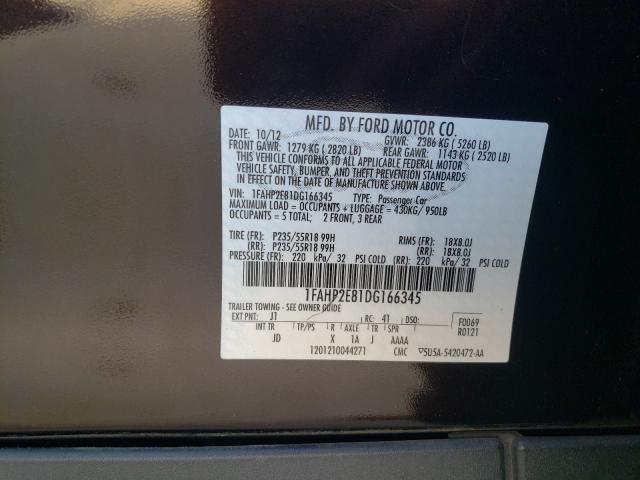 MFD. BY FORD MOTOR CO.
DATE: 10/12 GVWR: 2386 KG ( 5260 LB)
FRONT GAWR: 1279 KG ( 2820 LB) REAR GAWR: 1143 KG ( 2520 LB)
THIS VEHICLE CONFORMS TO ALL APPLICABLE FEDERAL MOTOR
VEHICLE SAFETY, BUMPER, AND THEFT PREVENTION STANDARDS
IN EFFECT ON THE DATE OF MANUFACTURE SHOWN ABOVE.
VIN: 1FAHP2E81DG166345 TYPE: Passenger Car
MAXIMUM LOAD = OCCUPANTS + LUGGAGE = 430KG/ 950LB
OCCUPANTS = 5 TOTAL; 2 FRONT, 3 REAR
TIRE (FR): P235/55R18 99H RIMS (FR): 18X8.0J
(RR): P235/55R18 99H (RR): 18X8.0J
PRESSURE (FR): 220 kPa/ 32 PSI COLD (RR): 220 kPa/ 32 PSI COLD
1FAHP2E81DG166345
TRAILER TOWING - SEE OWNER GUIDE
EXT PNT: J1 RC: 41 DSO: F0069
INT TR TP/PS R AXLE TR SPR R0121
JD X 1A J AAAA
1201210044271 CMC ▽5U5A-5420472-AA